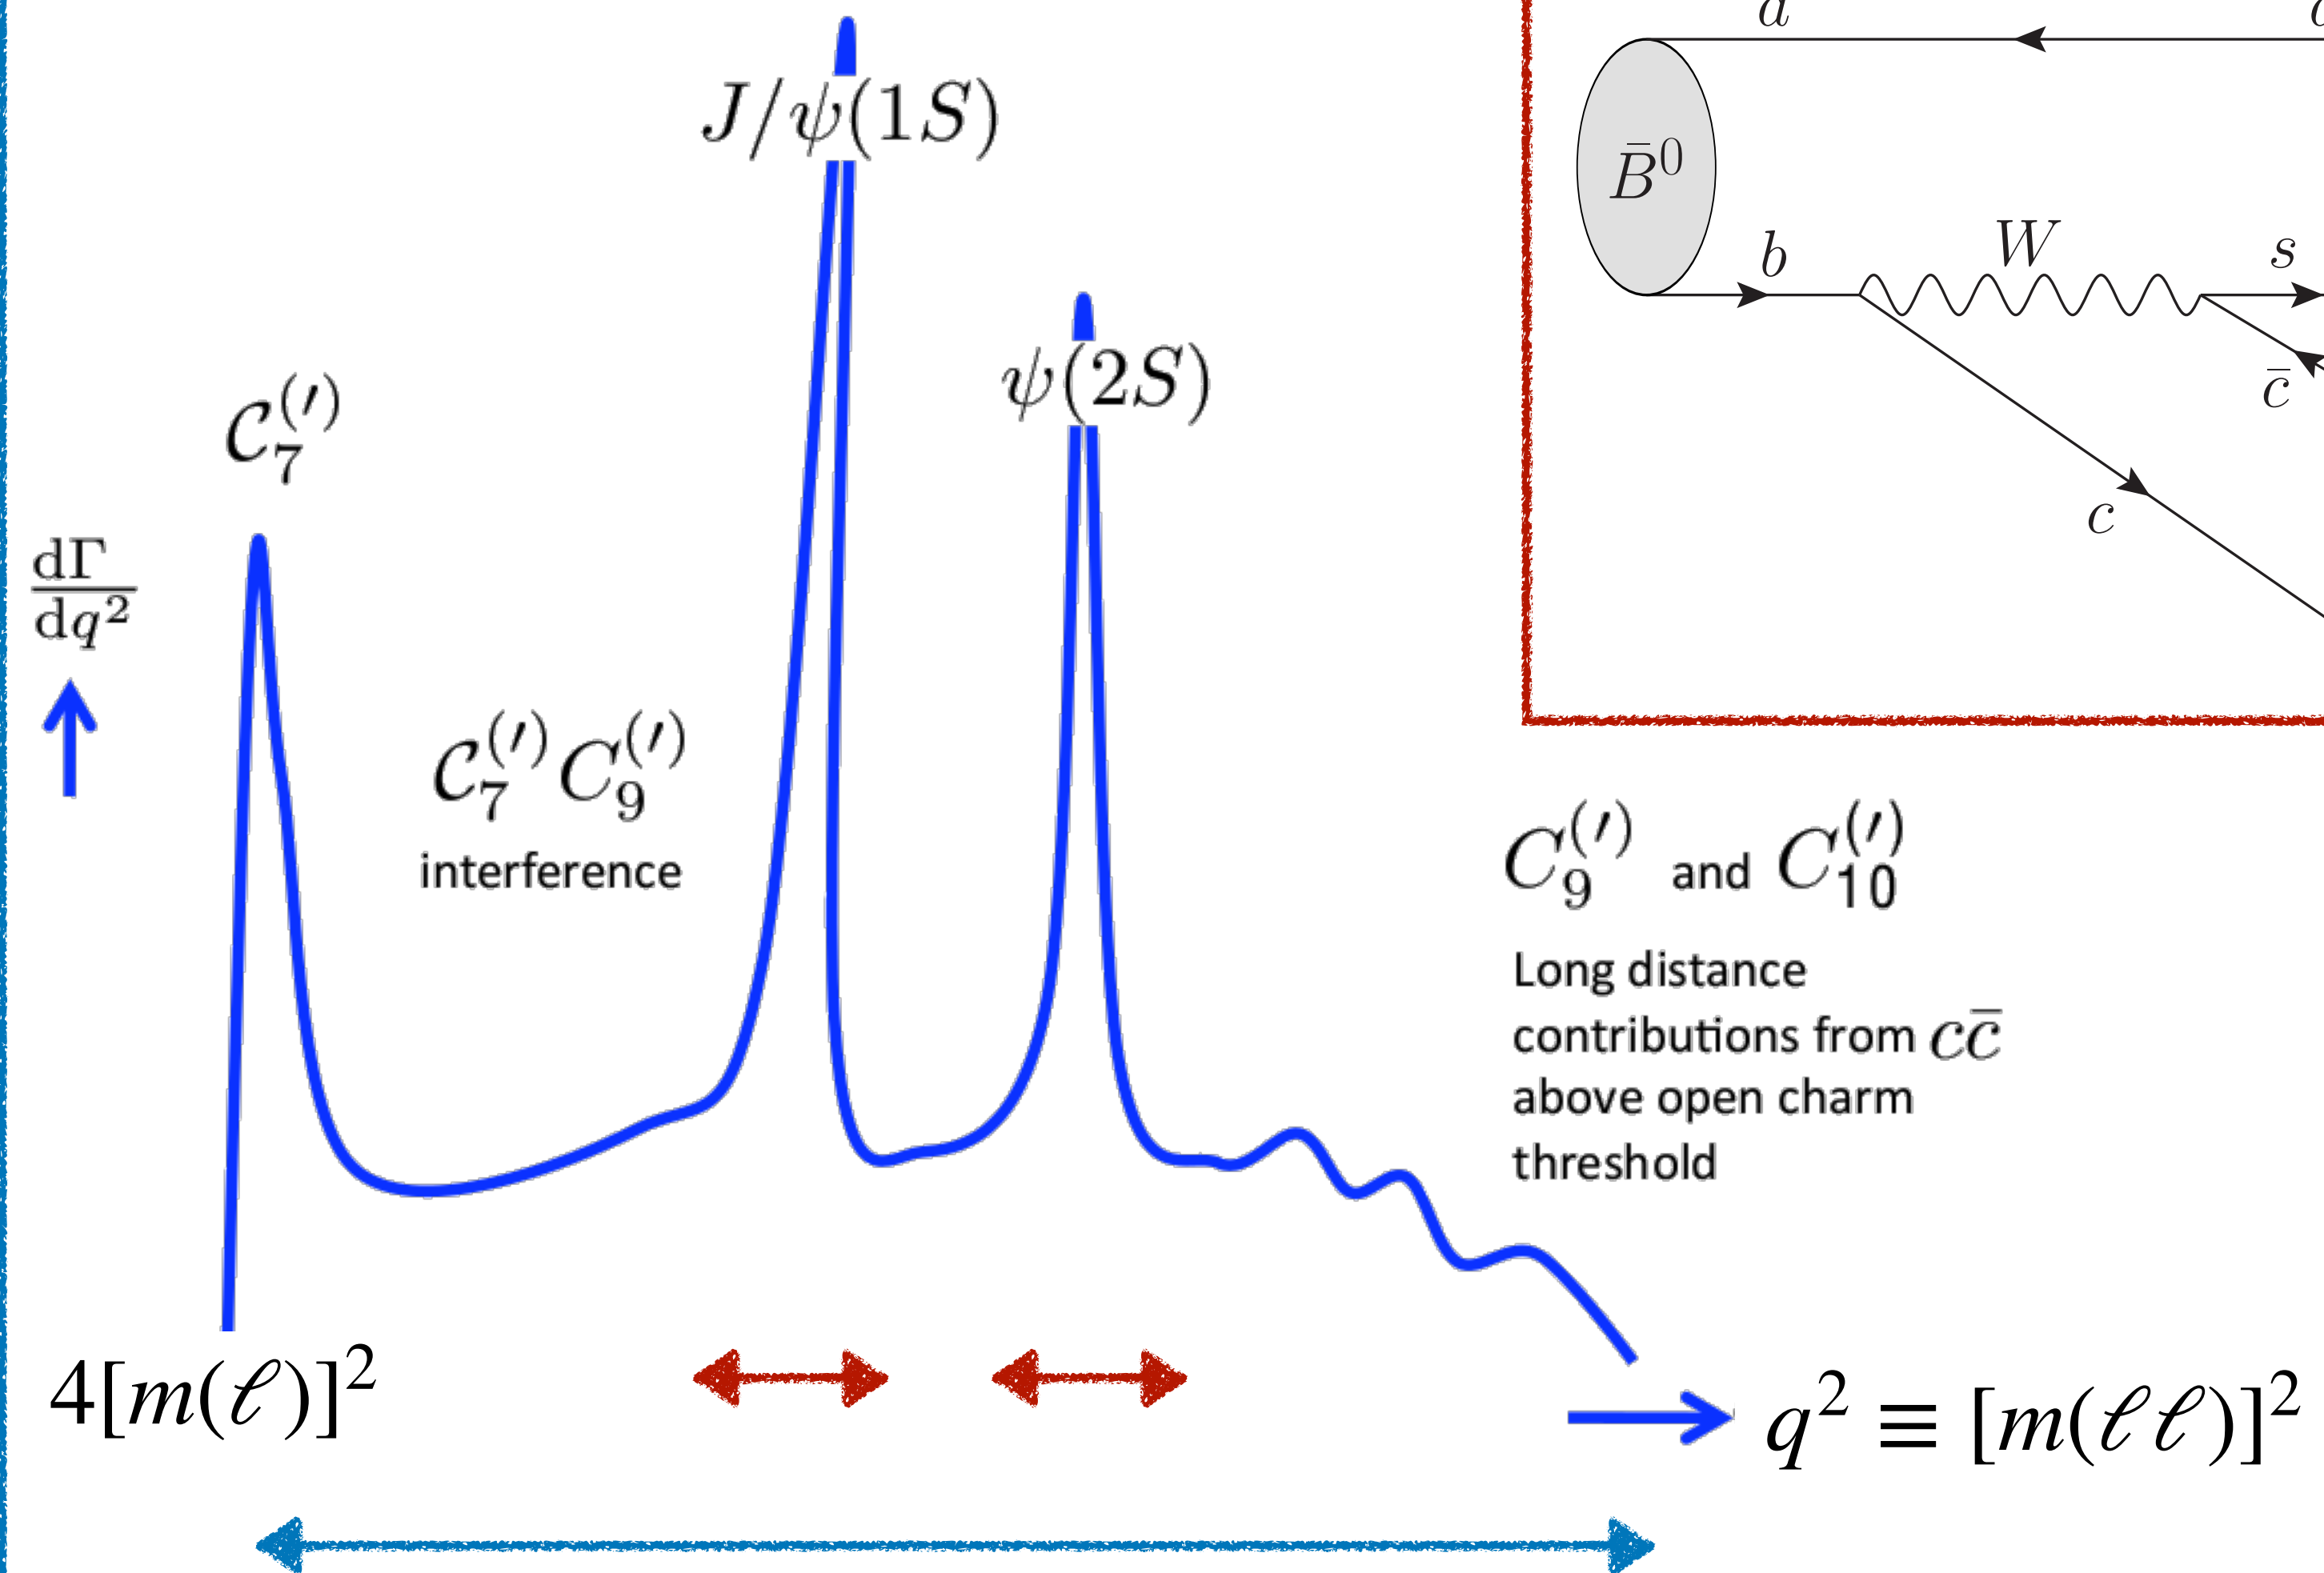 J/ψ(1S)
ψ(2S)
𝒞₇⁽′⁾
dΓ
dq²
𝒞₇⁽′⁾ C₉⁽′⁾
interference
C₉⁽′⁾ and C₁₀⁽′⁾
Long distance
contributions from cc̄
above open charm
threshold
4[m(ℓ)]²
q² ≡ [m(ℓℓ)]²
B̄⁰
b
W
s
c̄
c